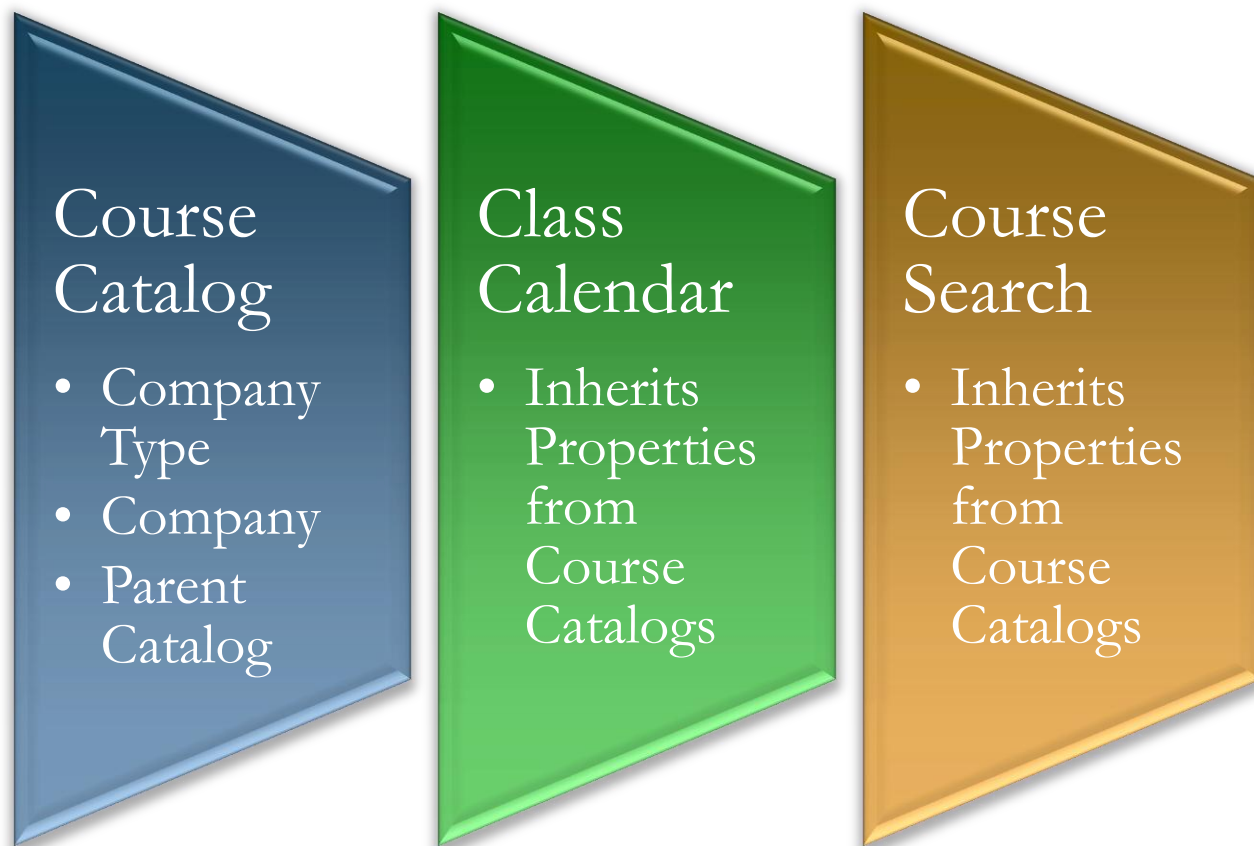 Course
Catalog
• Company
Type
• Company
• Parent
Catalog
Class
Calendar
• Inherits
Properties
from
Course
Catalogs
Course
Search
• Inherits
Properties
from
Course
Catalogs